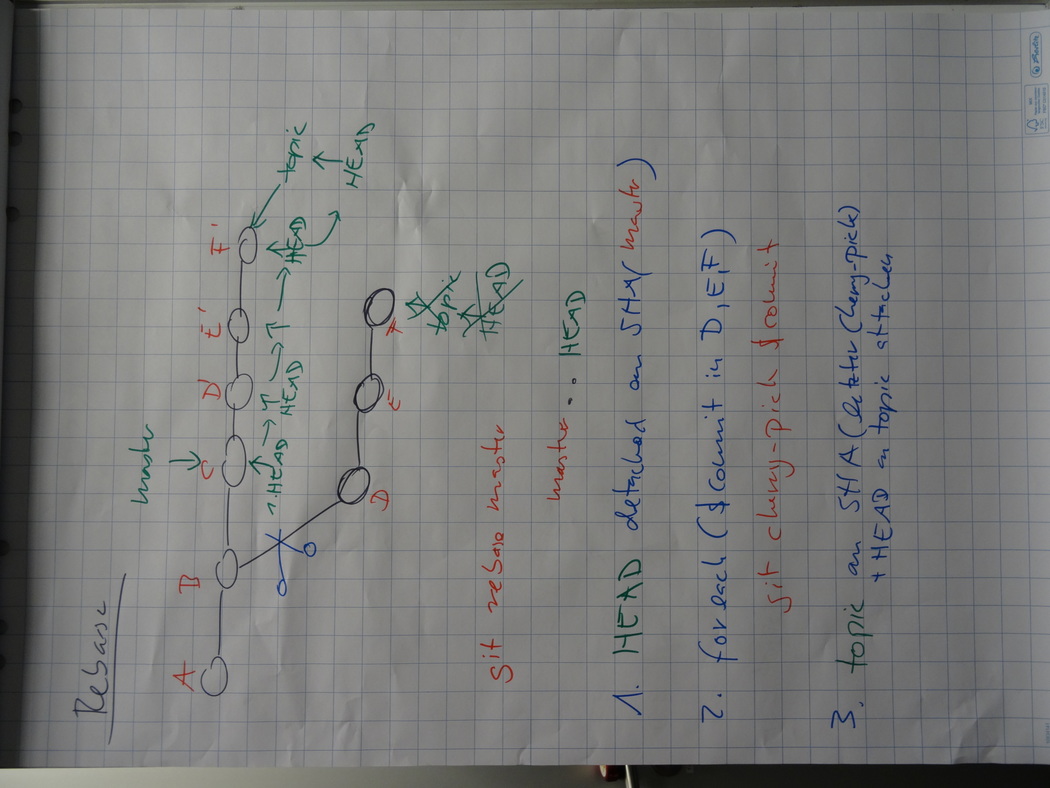 Rebase
master
A B C D' E' F'
1. HEAD HEAD HEAD topic
HEAD
D E F
topic
HEAD
git rebase master
master .. HEAD
1. HEAD detached an SHA(master)
2. foreach ($commit in D, E, F)
git cherry-pick $commit
3. topic an SHA(letzter Cherry-pick)
+ HEAD an topic attachen